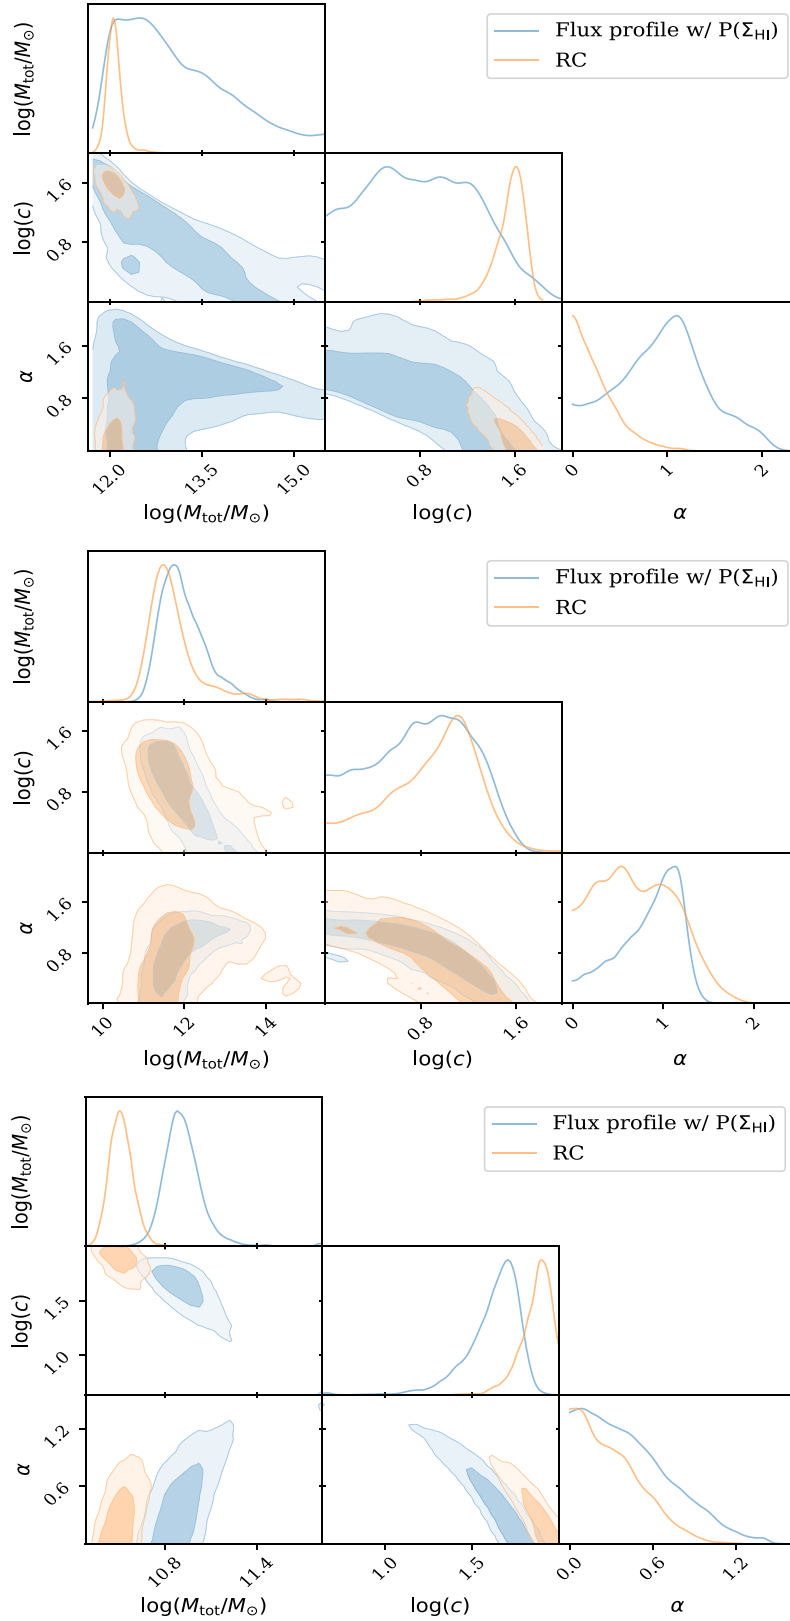 log(M_tot/M_⊙)
Flux profile w/ P(Σ_HI)
RC
log(c)
1.6
0.8
α
1.6
0.8
12.0 13.5 15.0 0.8 1.6 0 1 2
log(M_tot/M_⊙) log(c) α
log(M_tot/M_⊙)
Flux profile w/ P(Σ_HI)
RC
log(c)
1.6
0.8
α
1.6
0.8
10 12 14 0.8 1.6 0 1 2
log(M_tot/M_⊙) log(c) α
log(M_tot/M_⊙)
Flux profile w/ P(Σ_HI)
RC
log(c)
1.5
1.0
α
1.2
0.6
10.8 11.4 1.0 1.5 0.0 0.6 1.2
log(M_tot/M_⊙) log(c) α